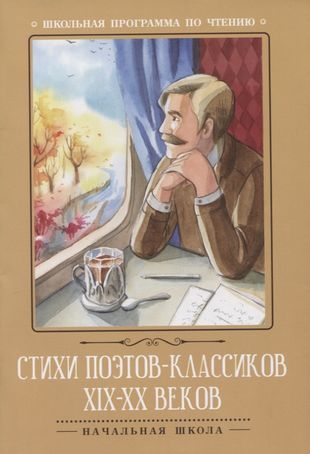 ШКОЛЬНАЯ ПРОГРАММА ПО ЧТЕНИЮ
СТИХИ ПОЭТОВ-КЛАССИКОВ
XIX-XX ВЕКОВ
НАЧАЛЬНАЯ ШКОЛА